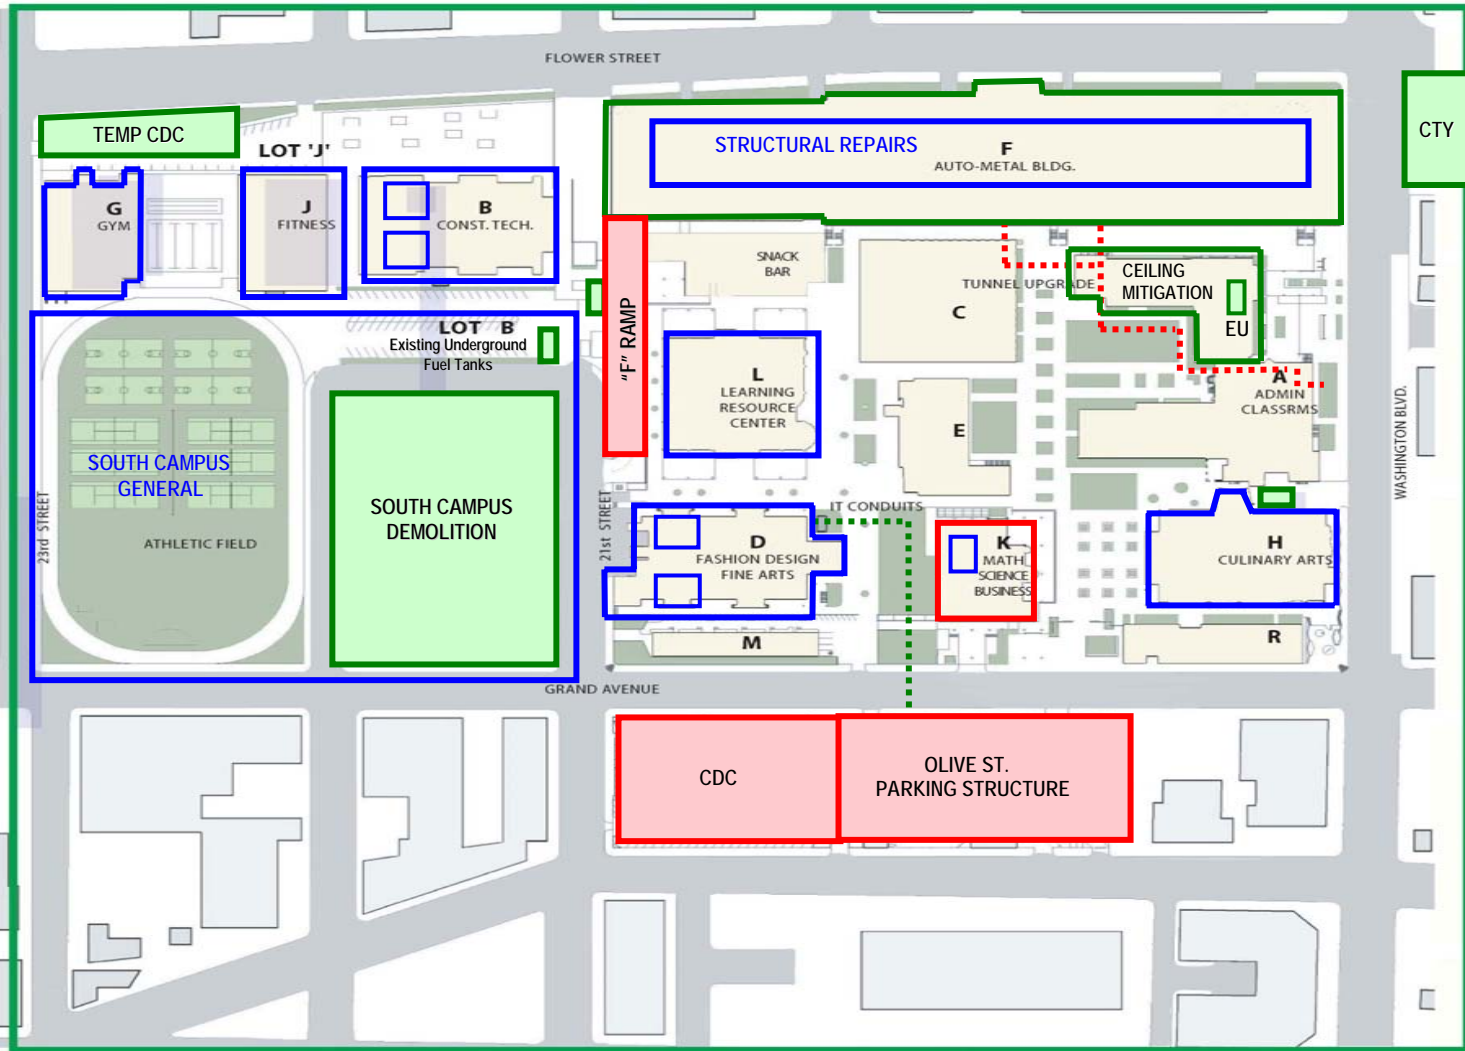 FLOWER STREET
TEMP CDC
CTY
LOT 'J'
STRUCTURAL REPAIRS
F
AUTO-METAL BLDG.
G
GYM
J
FITNESS
B
CONST. TECH.
SNACK
BAR
TUNNEL UPGRADE
CEILING
MITIGATION
EU
C
"F" RAMP
LOT B
Existing Underground
Fuel Tanks
L
LEARNING
RESOURCE
CENTER
E
A
ADMIN
CLASSRMS
WASHINGTON BLVD.
SOUTH CAMPUS
GENERAL
SOUTH CAMPUS
DEMOLITION
23rd STREET
ATHLETIC FIELD
21st STREET
IT CONDUITS
D
FASHION DESIGN
FINE ARTS
K
MATH
SCIENCE
BUSINESS
H
CULINARY ARTS
M
R
GRAND AVENUE
CDC
OLIVE ST.
PARKING STRUCTURE